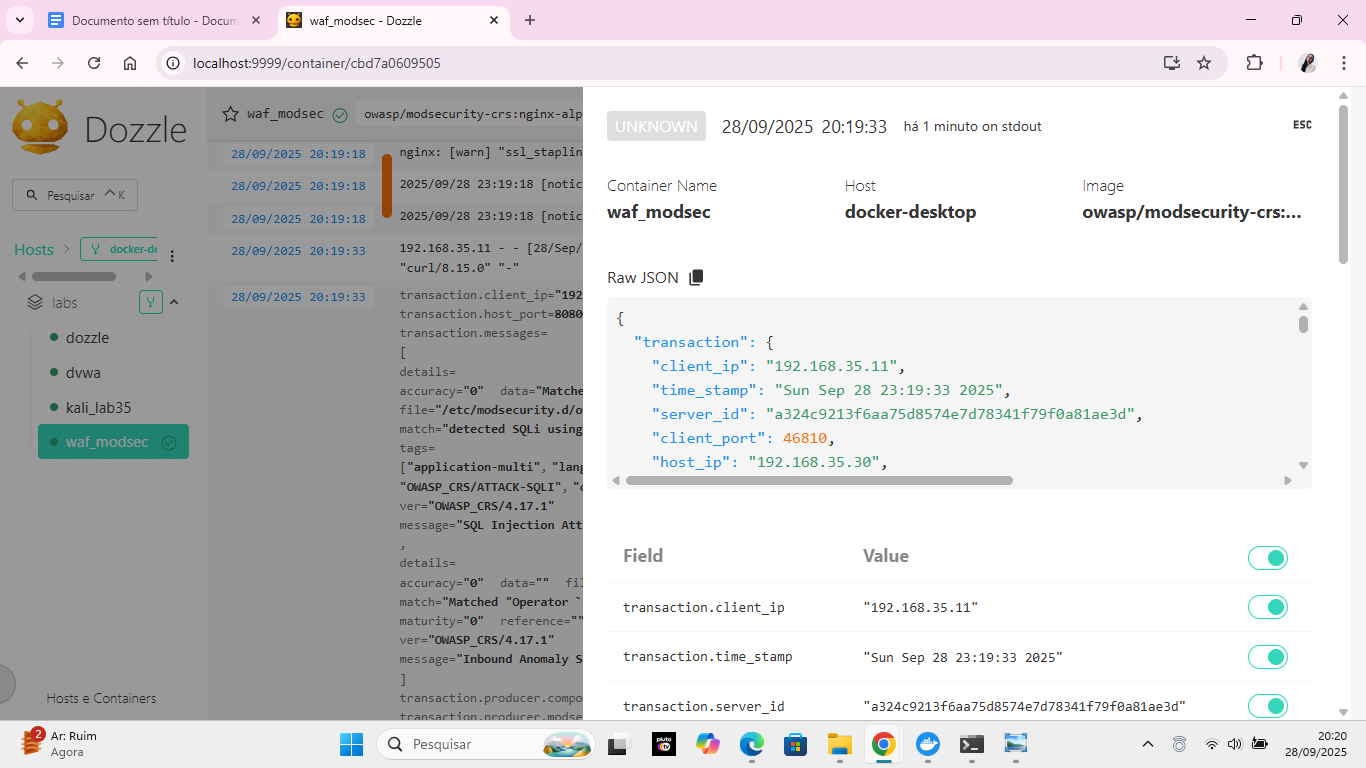 Documento sem título - Docum
waf_modsec - Dozzle
localhost:9999/container/cbd7a0609505
Dozzle
Pesquisar ^ K
Hosts
docker-de
labs
dozzle
dvwa
kali_lab35
waf_modsec
Hosts e Containers
waf_modsec
owasp/modsecurity-crs:nginx-alp
28/09/2025 20:19:18 nginx: [warn] "ssl_staplin
28/09/2025 20:19:18 2025/09/28 23:19:18 [notic
28/09/2025 20:19:18 2025/09/28 23:19:18 [notic
28/09/2025 20:19:33 192.168.35.11 - - [28/Sep/
"curl/8.15.0" "-"
28/09/2025 20:19:33 transaction.client_ip="192
transaction.host_port=8080
transaction.messages=
[
details=
accuracy="0" data="Matche
file="/etc/modsecurity.d/o
match="detected SQLi using
tags=
["application-multi", "lang
"OWASP_CRS/ATTACK-SQLI", "c
ver="OWASP_CRS/4.17.1"
message="SQL Injection Att
,
details=
accuracy="0" data="" fil
match="Matched "Operator `
maturity="0" reference=""
ver="OWASP_CRS/4.17.1"
message="Inbound Anomaly S
]
transaction.producer.compo
transaction.producer.modse
UNKNOWN 28/09/2025 20:19:33 há 1 minuto on stdout
ESC
Container Name Host Image
waf_modsec docker-desktop owasp/modsecurity-crs:...
Raw JSON
{
"transaction": {
"client_ip": "192.168.35.11",
"time_stamp": "Sun Sep 28 23:19:33 2025",
"server_id": "a324c9213f6aa75d8574e7d78341f79f0a81ae3d",
"client_port": 46810,
"host_ip": "192.168.35.30",
Field Value
transaction.client_ip "192.168.35.11"
transaction.time_stamp "Sun Sep 28 23:19:33 2025"
transaction.server_id "a324c9213f6aa75d8574e7d78341f79f0a81ae3d"
2
Ar: Ruim
Agora
Pesquisar
pluto tv
20:20
28/09/2025